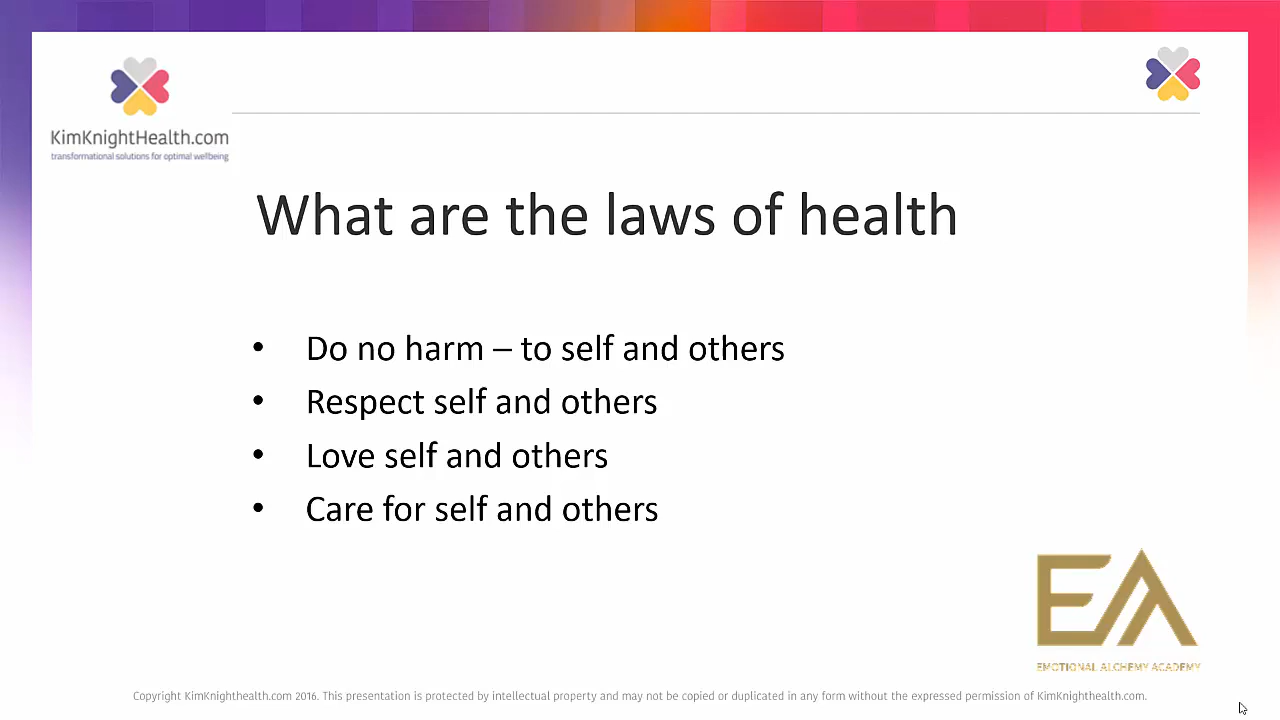 KimKnightHealth.com
transformational solutions for optimal wellbeing
What are the laws of health
• Do no harm – to self and others
• Respect self and others
• Love self and others
• Care for self and others
EA
EMOTIONAL ALCHEMY ACADEMY
Copyright KimKnighthealth.com 2016. This presentation is protected by intellectual property and may not be copied or duplicated in any form without the expressed permission of KimKnighthealth.com.